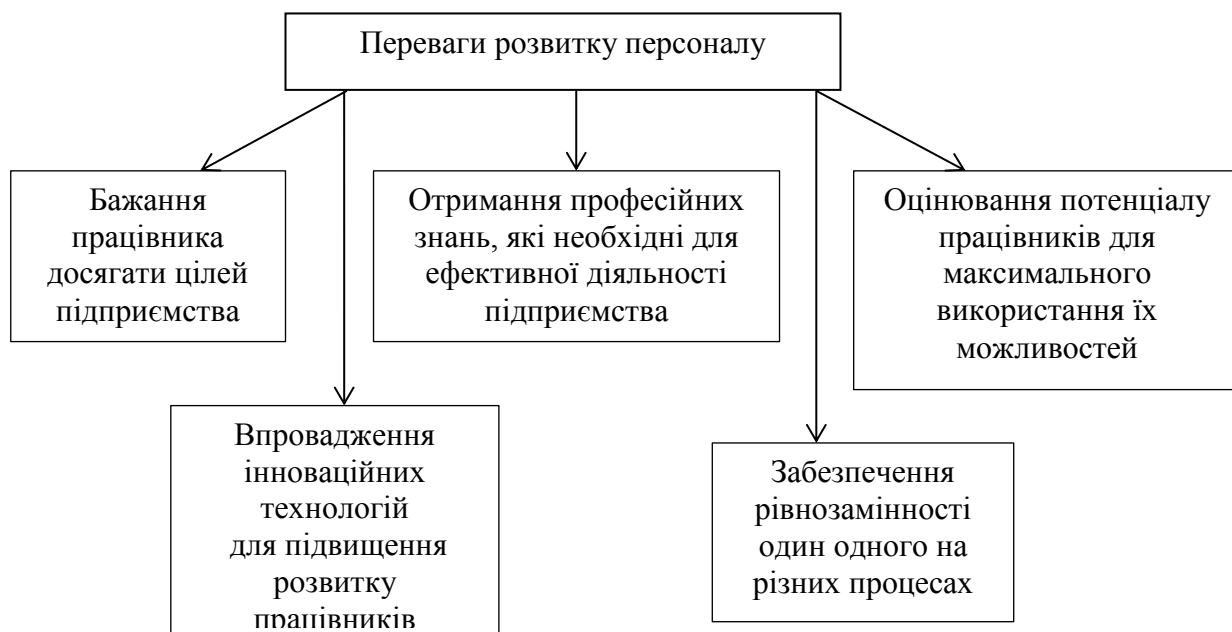 Переваги розвитку персоналу
Бажання
працівника
досягати цілей
підприємства
Отримання професійних
знань, які необхідні для
ефективної діяльності
підприємства
Оцінювання потенціалу
працівників для
максимального
використання їх
можливостей
Впровадження
інноваційних
технологій
для підвищення
розвитку
працівників
Забезпечення
рівнозамінності
один одного на
різних процесах